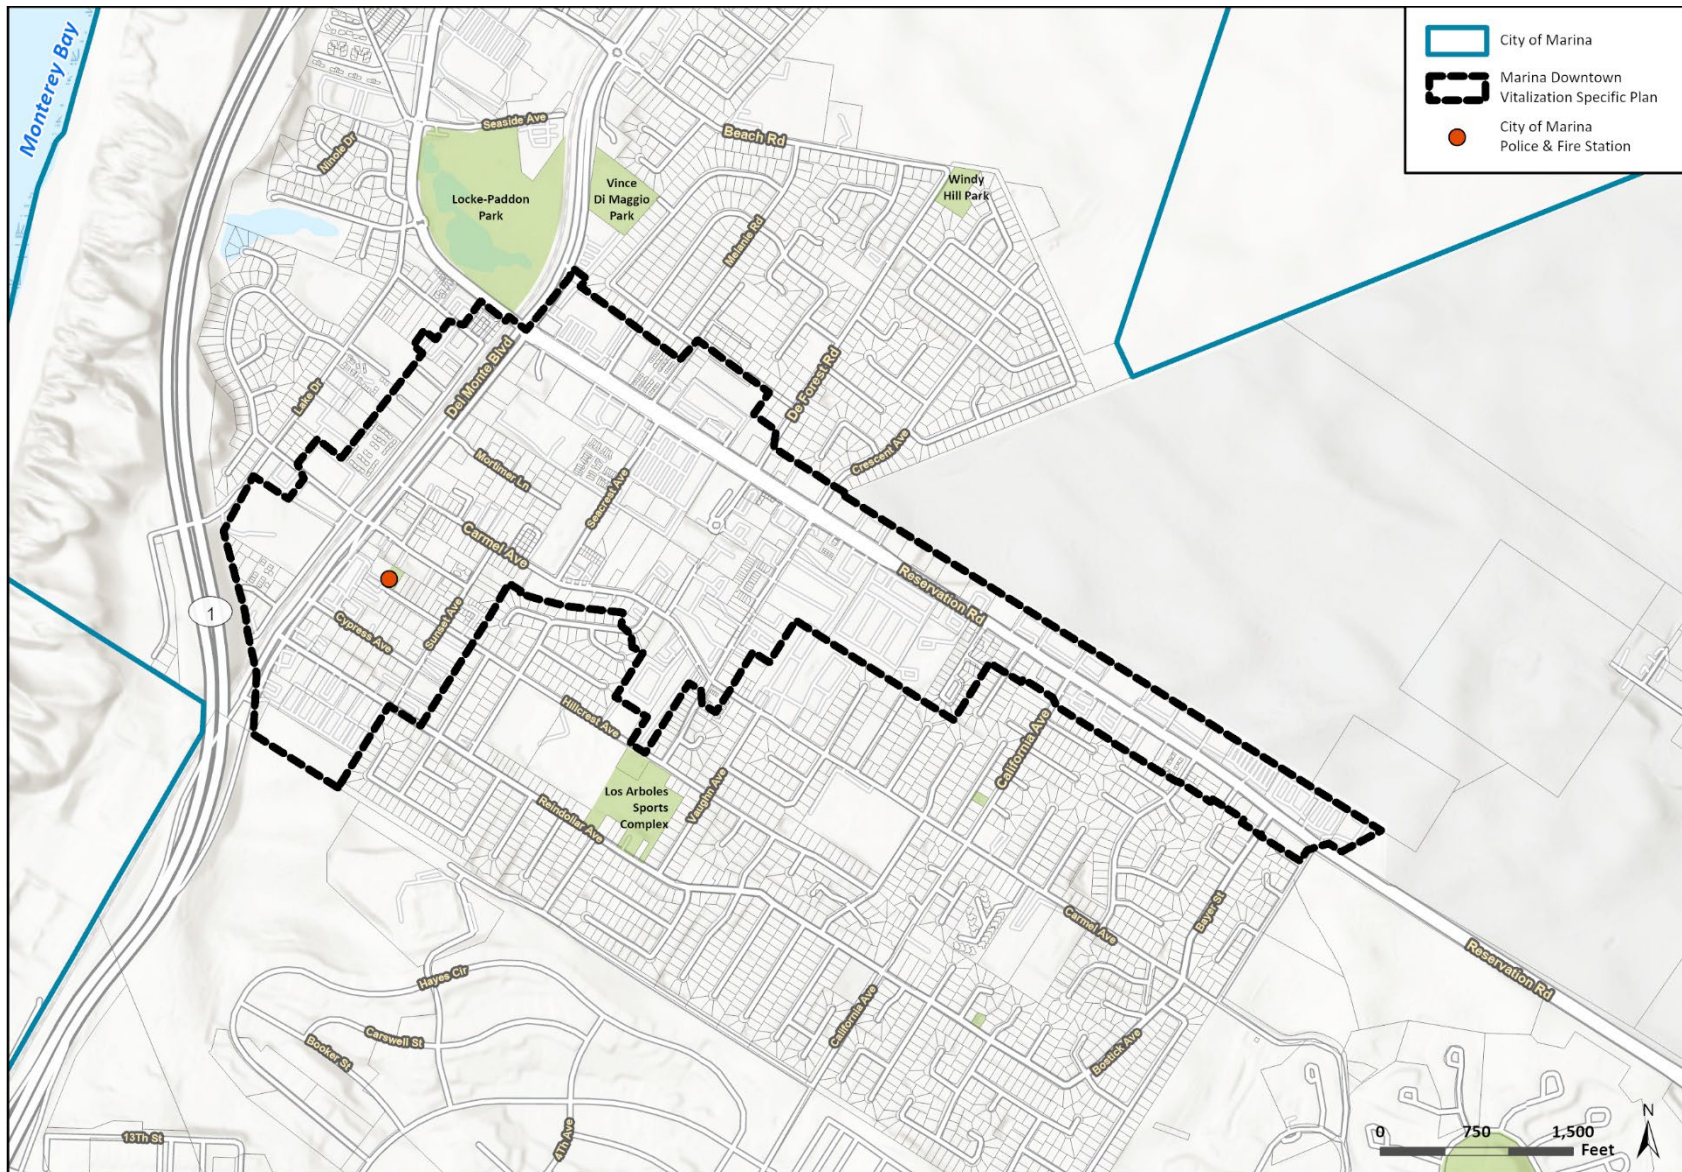 City of Marina
Marina Downtown
Vitalization Specific Plan
City of Marina
Police & Fire Station
Monterey Bay
Seaside Ave
Beach Rd
Ninole Dr
Locke-Paddon
Park
Vince
Di Maggio
Park
Windy
Hill Park
Melanie Rd
De Forest Rd
Lake Dr
Del Monte Blvd
Crescent Ave
Mortimer Ln
Seacrest Ave
Carmel Ave
Reservation Rd
1
Cypress Ave
Sunset Ave
Hillcrest Ave
California Ave
Los Arboles
Sports
Complex
Vaughn Ave
Reindollar Ave
Carmel Ave
Bayer St
Reservation Rd
Hayes Cir
Carswell St
Booker St
California Ave
Bostick Ave
13Th St
4Th Ave
N
0 750 1,500
Feet